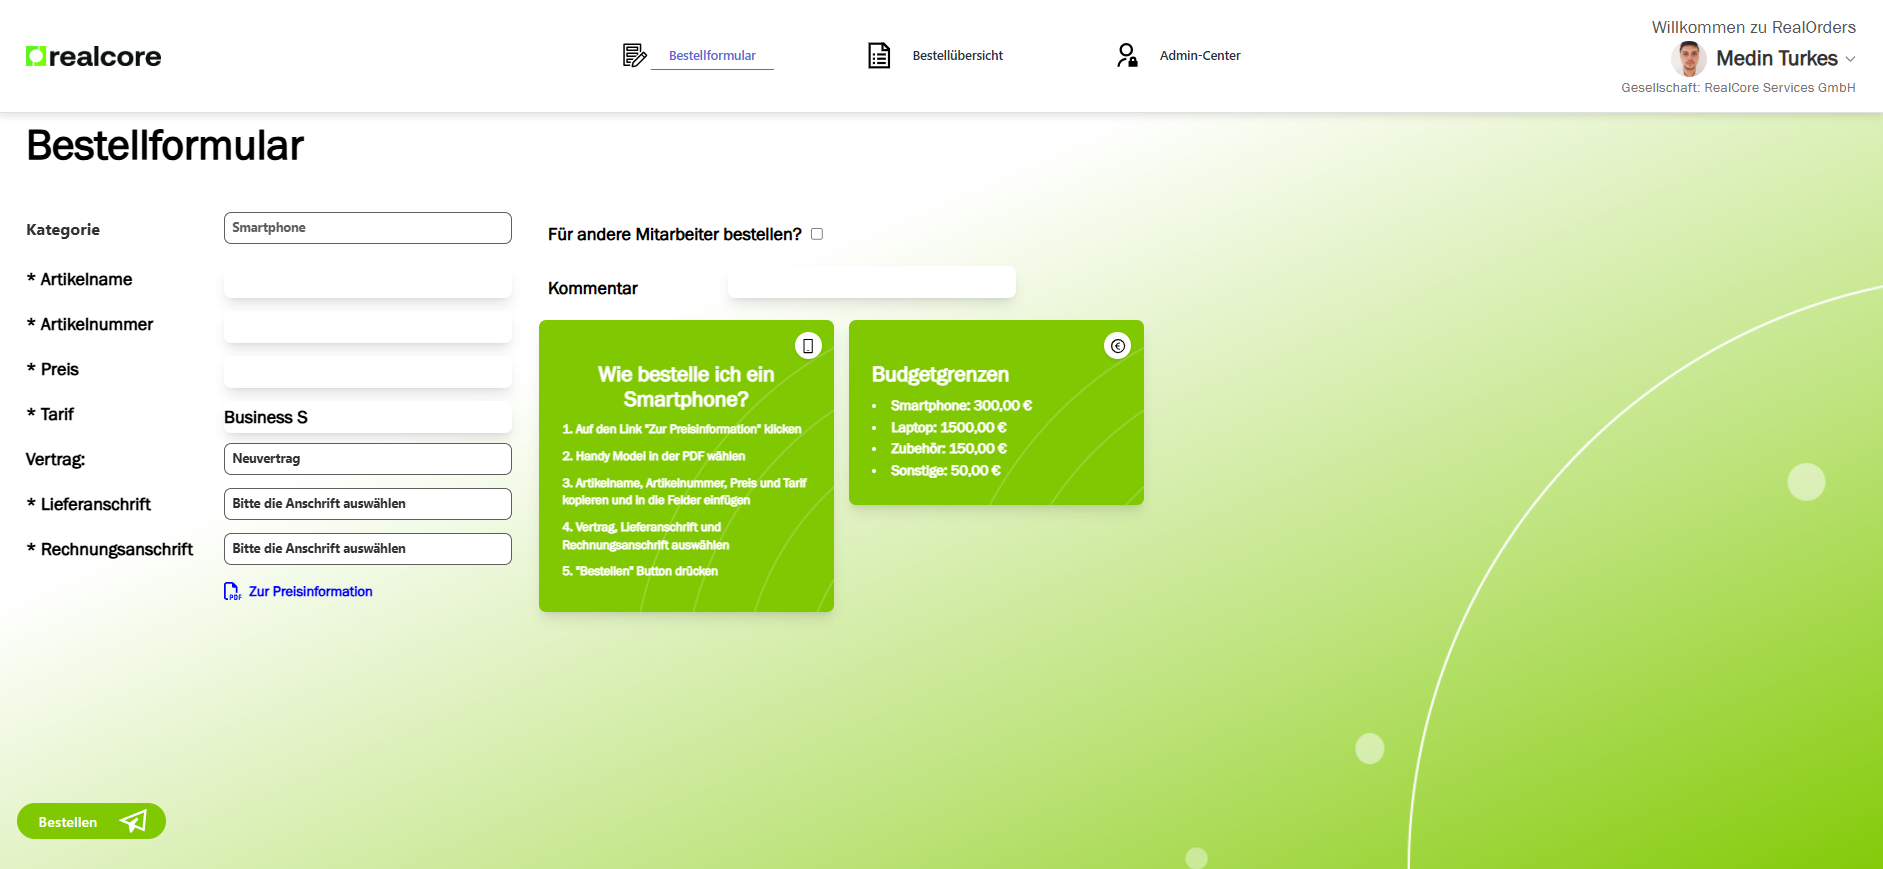 realcore
Bestellformular
Bestellübersicht
Admin-Center
Willkommen zu RealOrders
Medin Turkes
Gesellschaft: RealCore Services GmbH
Bestellformular
Kategorie
Smartphone
* Artikelname
* Artikelnummer
* Preis
* Tarif
Business S
Vertrag:
Neuvertrag
* Lieferanschrift
Bitte die Anschrift auswählen
* Rechnungsanschrift
Bitte die Anschrift auswählen
PDF
Zur Preisinformation
Für andere Mitarbeiter bestellen?
Kommentar
Wie bestelle ich ein
Smartphone?
1. Auf den Link "Zur Preisinformation" klicken
2. Handy Model in der PDF wählen
3. Artikelname, Artikelnummer, Preis und Tarif
kopieren und in die Felder einfügen
4. Vertrag, Lieferanschrift und
Rechnungsanschrift auswählen
5. "Bestellen" Button drücken
€
Budgetgrenzen
• Smartphone: 300,00 €
• Laptop: 1500,00 €
• Zubehör: 150,00 €
• Sonstige: 50,00 €
Bestellen